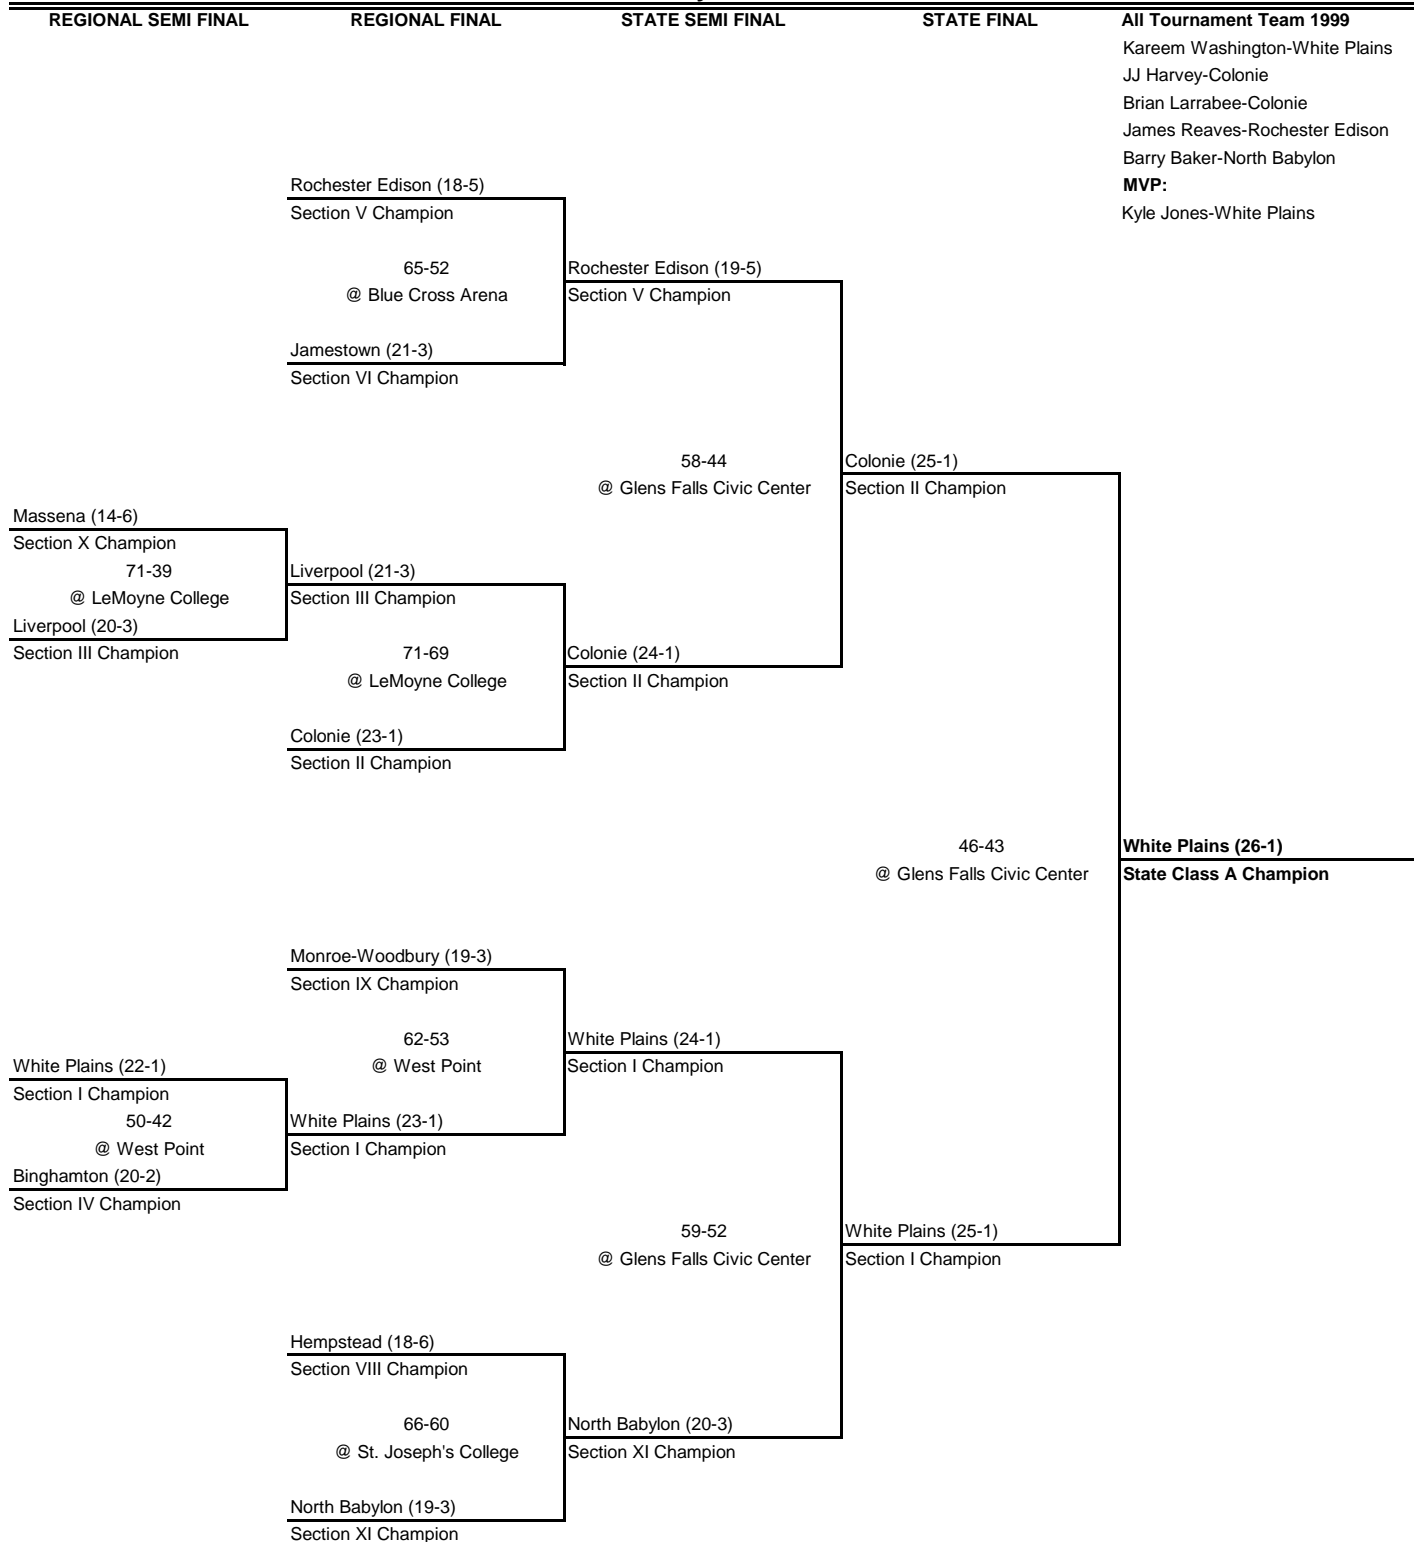 REGIONAL SEMI FINAL
REGIONAL FINAL
STATE SEMI FINAL
STATE FINAL
All Tournament Team 1999
Kareem Washington-White Plains
JJ Harvey-Colonie
Brian Larrabee-Colonie
James Reaves-Rochester Edison
Barry Baker-North Babylon
MVP:
Kyle Jones-White Plains
Rochester Edison (18-5)
Section V Champion
65-52
@ Blue Cross Arena
Rochester Edison (19-5)
Section V Champion
Jamestown (21-3)
Section VI Champion
58-44
@ Glens Falls Civic Center
Colonie (25-1)
Section II Champion
Massena (14-6)
Section X Champion
71-39
@ LeMoyne College
Liverpool (20-3)
Section III Champion
Liverpool (21-3)
Section III Champion
71-69
@ LeMoyne College
Colonie (24-1)
Section II Champion
Colonie (23-1)
Section II Champion
46-43
@ Glens Falls Civic Center
White Plains (26-1)
State Class A Champion
Monroe-Woodbury (19-3)
Section IX Champion
62-53
@ West Point
White Plains (24-1)
Section I Champion
White Plains (22-1)
Section I Champion
50-42
@ West Point
Binghamton (20-2)
Section IV Champion
White Plains (23-1)
Section I Champion
59-52
@ Glens Falls Civic Center
White Plains (25-1)
Section I Champion
Hempstead (18-6)
Section VIII Champion
66-60
@ St. Joseph's College
North Babylon (20-3)
Section XI Champion
North Babylon (19-3)
Section XI Champion